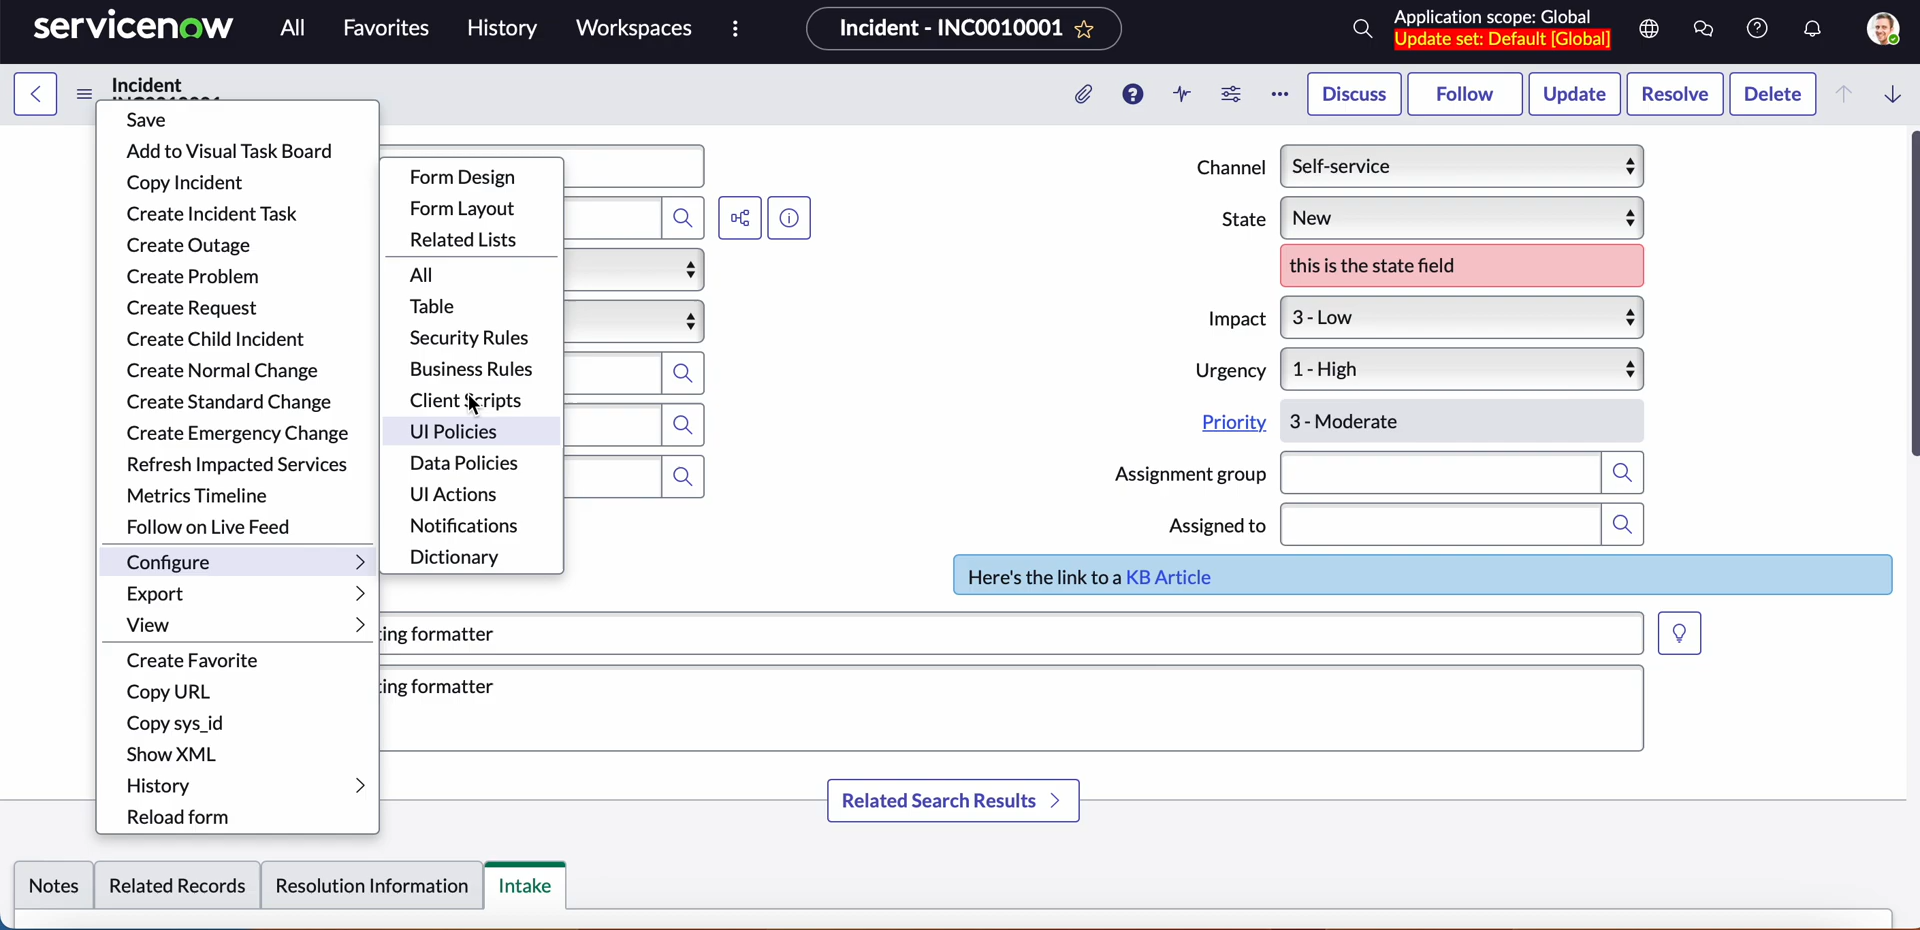 servicenow
All
Favorites
History
Workspaces
Incident - INC0010001
Application scope: Global
Update set: Default [Global]
Incident
Discuss
Follow
Update
Resolve
Delete
Save
Add to Visual Task Board
Copy Incident
Create Incident Task
Create Outage
Create Problem
Create Request
Create Child Incident
Create Normal Change
Create Standard Change
Create Emergency Change
Refresh Impacted Services
Metrics Timeline
Follow on Live Feed
Configure
Export
View
Create Favorite
Copy URL
Copy sys_id
Show XML
History
Reload form
Form Design
Form Layout
Related Lists
All
Table
Security Rules
Business Rules
Client Scripts
UI Policies
Data Policies
UI Actions
Notifications
Dictionary
Channel
Self-service
State
New
this is the state field
Impact
3 - Low
Urgency
1 - High
Priority
3 - Moderate
Assignment group
Assigned to
Here's the link to a KB Article
ting formatter
ting formatter
Related Search Results
Notes
Related Records
Resolution Information
Intake